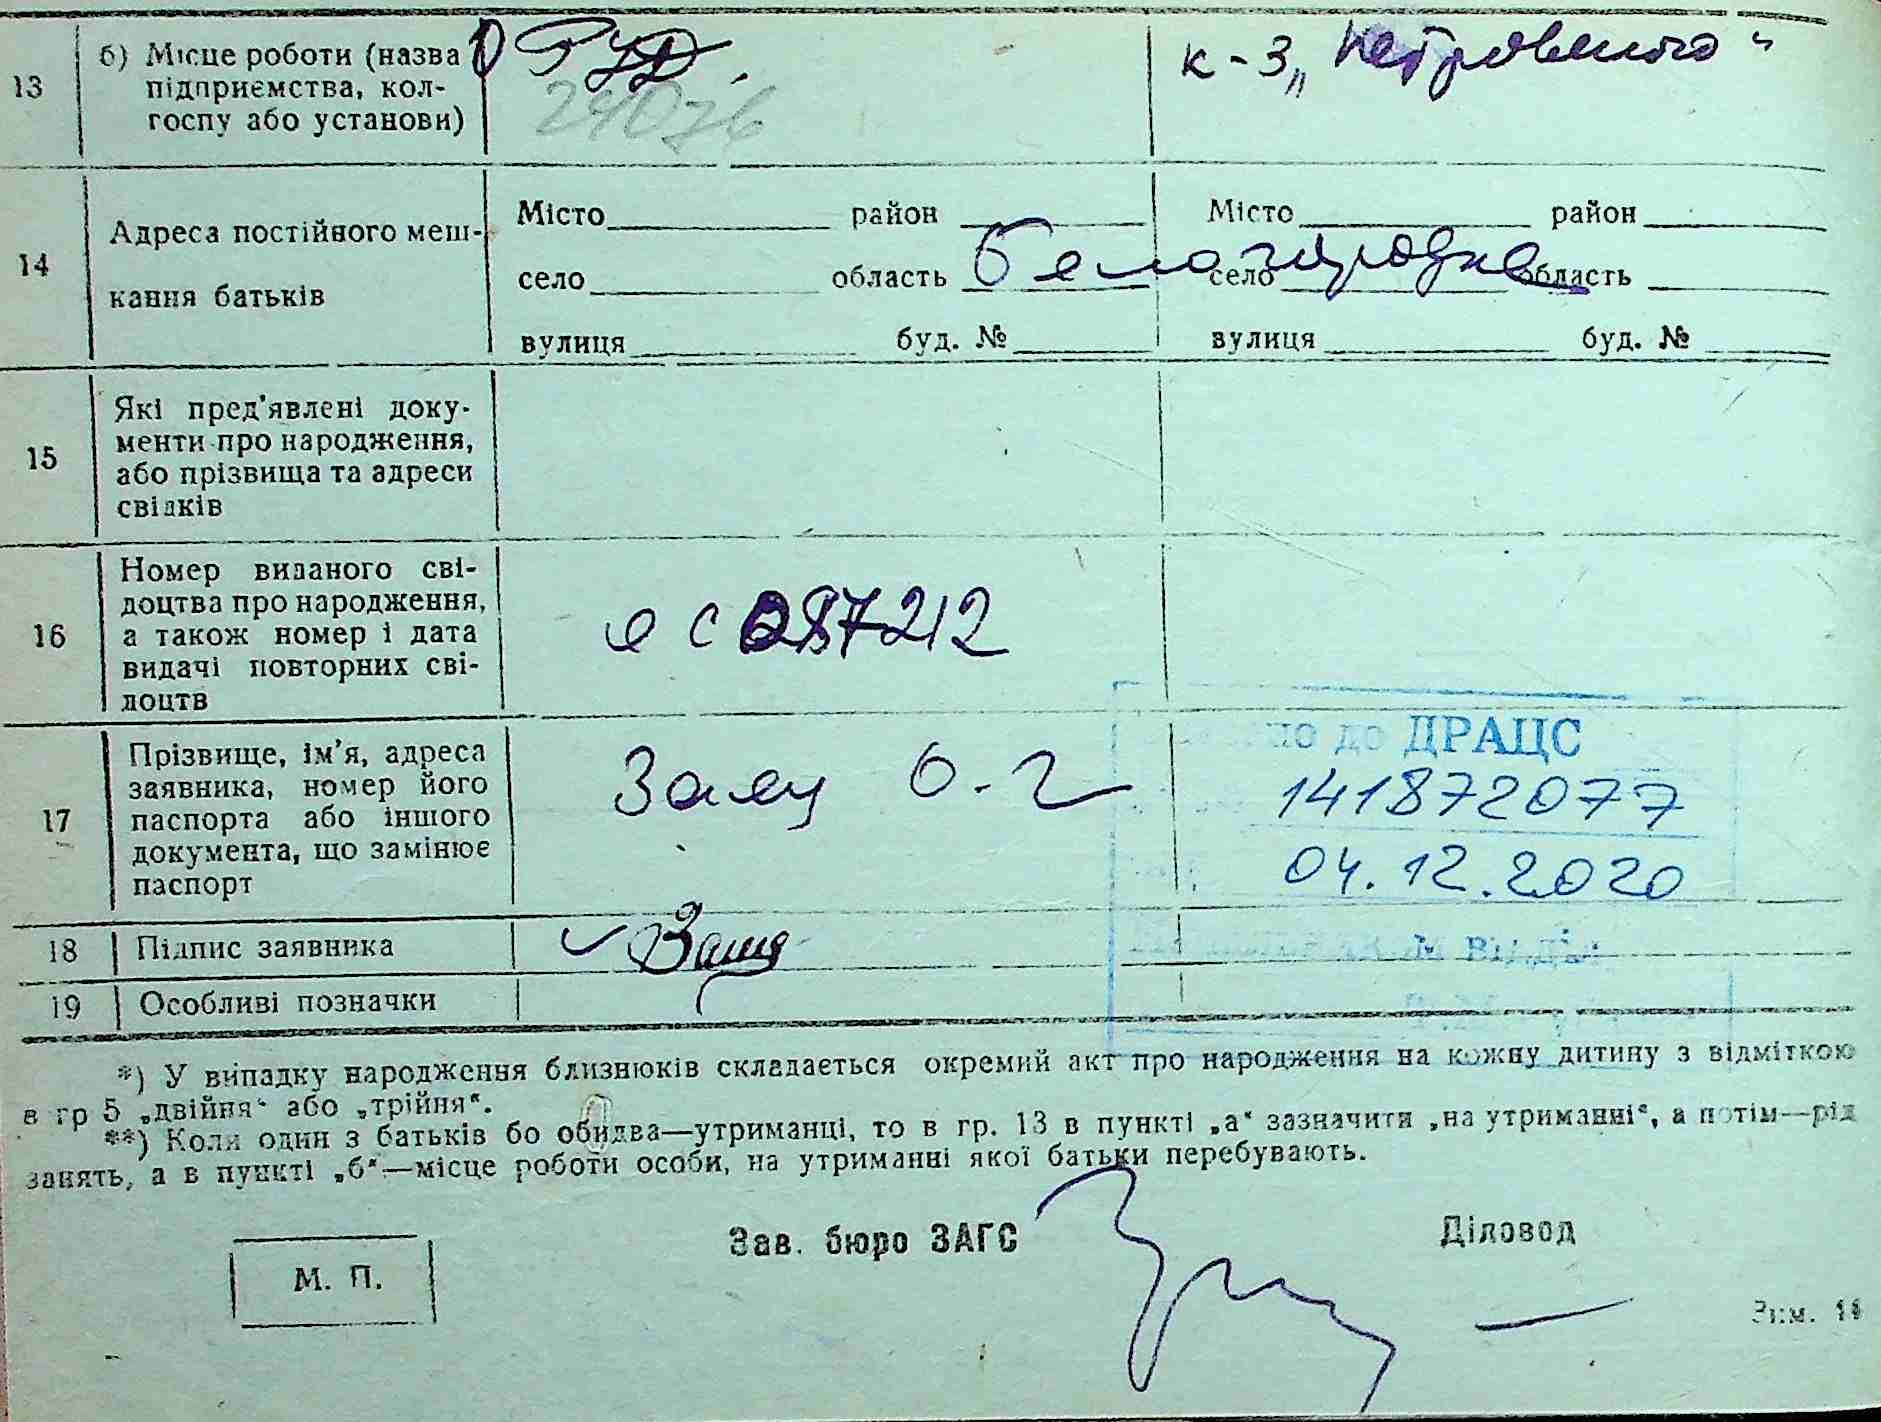 13
б) Місце роботи (назва
підприємства, кол-
госпу або установи)
РУД.
24076
к-з „Петровського"
14
Адреса постійного меш-
кання батьків
Місто район
село область
вулиця буд. №
Місто район
село область
вулиця буд. №
Белогородка
15
Які пред'явлені доку-
менти про народження,
або прізвища та адреси
свідків
16
Номер виданого сві-
доцтва про народження,
а також номер і дата
видачі повторних сві-
доцтв
287212
17
Прізвище, ім'я, адреса
заявника, номер його
паспорта або іншого
документа, що замінює
паспорт
Заяц О-Г
до ДРАЦС
141872077
04.12.2020
18 Підпис заявника
19 Особливі позначки
*) У випадку народження близнюків складається окремий акт про народження на кожну дитину з відміткою
в гр 5 „двійня“ або „трійня“.
**) Коли один з батьків бо обидва—утриманці, то в гр. 13 в пункті „а“ зазначити „на утриманні“, а потім—рід
занять, а в пункті „б“—місце роботи особи, на утриманні якої батьки перебувають.
М. П.
Зав. бюро ЗАГС
Діловод